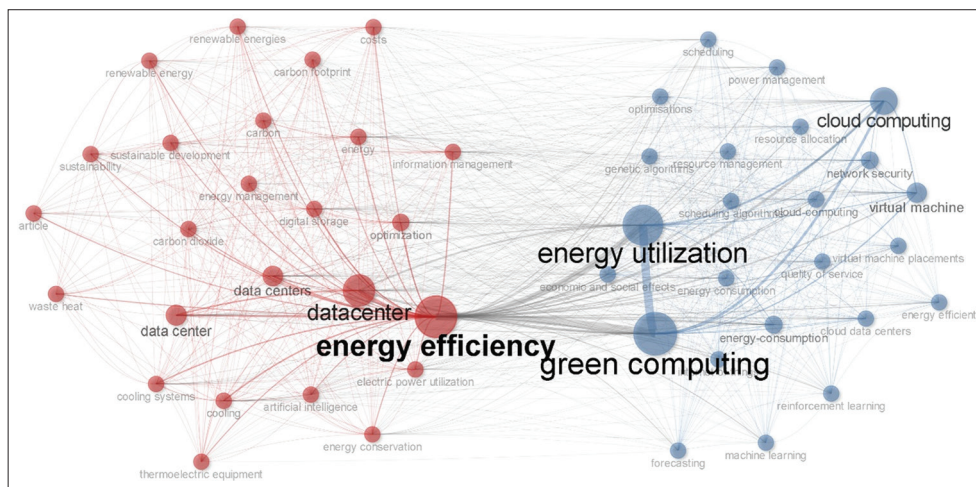 renewable energies
costs
scheduling
renewable energy
carbon footprint
power management
optimisations
cloud computing
carbon
resource allocation
sustainability
sustainable development
energy
information management
genetic algorithms
resource management
network security
energy management
digital storage
scheduling algorithms
cloud-computing
virtual machine
article
carbon dioxide
optimization
energy utilization
virtual machine placements
quality of service
data centers
economic and social effects
energy consumption
waste heat
datacenter
energy efficient
data center
energy efficiency
energy-consumption
cloud data centers
green computing
electric power utilization
cooling systems
cooling
artificial intelligence
reinforcement learning
energy conservation
forecasting
machine learning
thermoelectric equipment